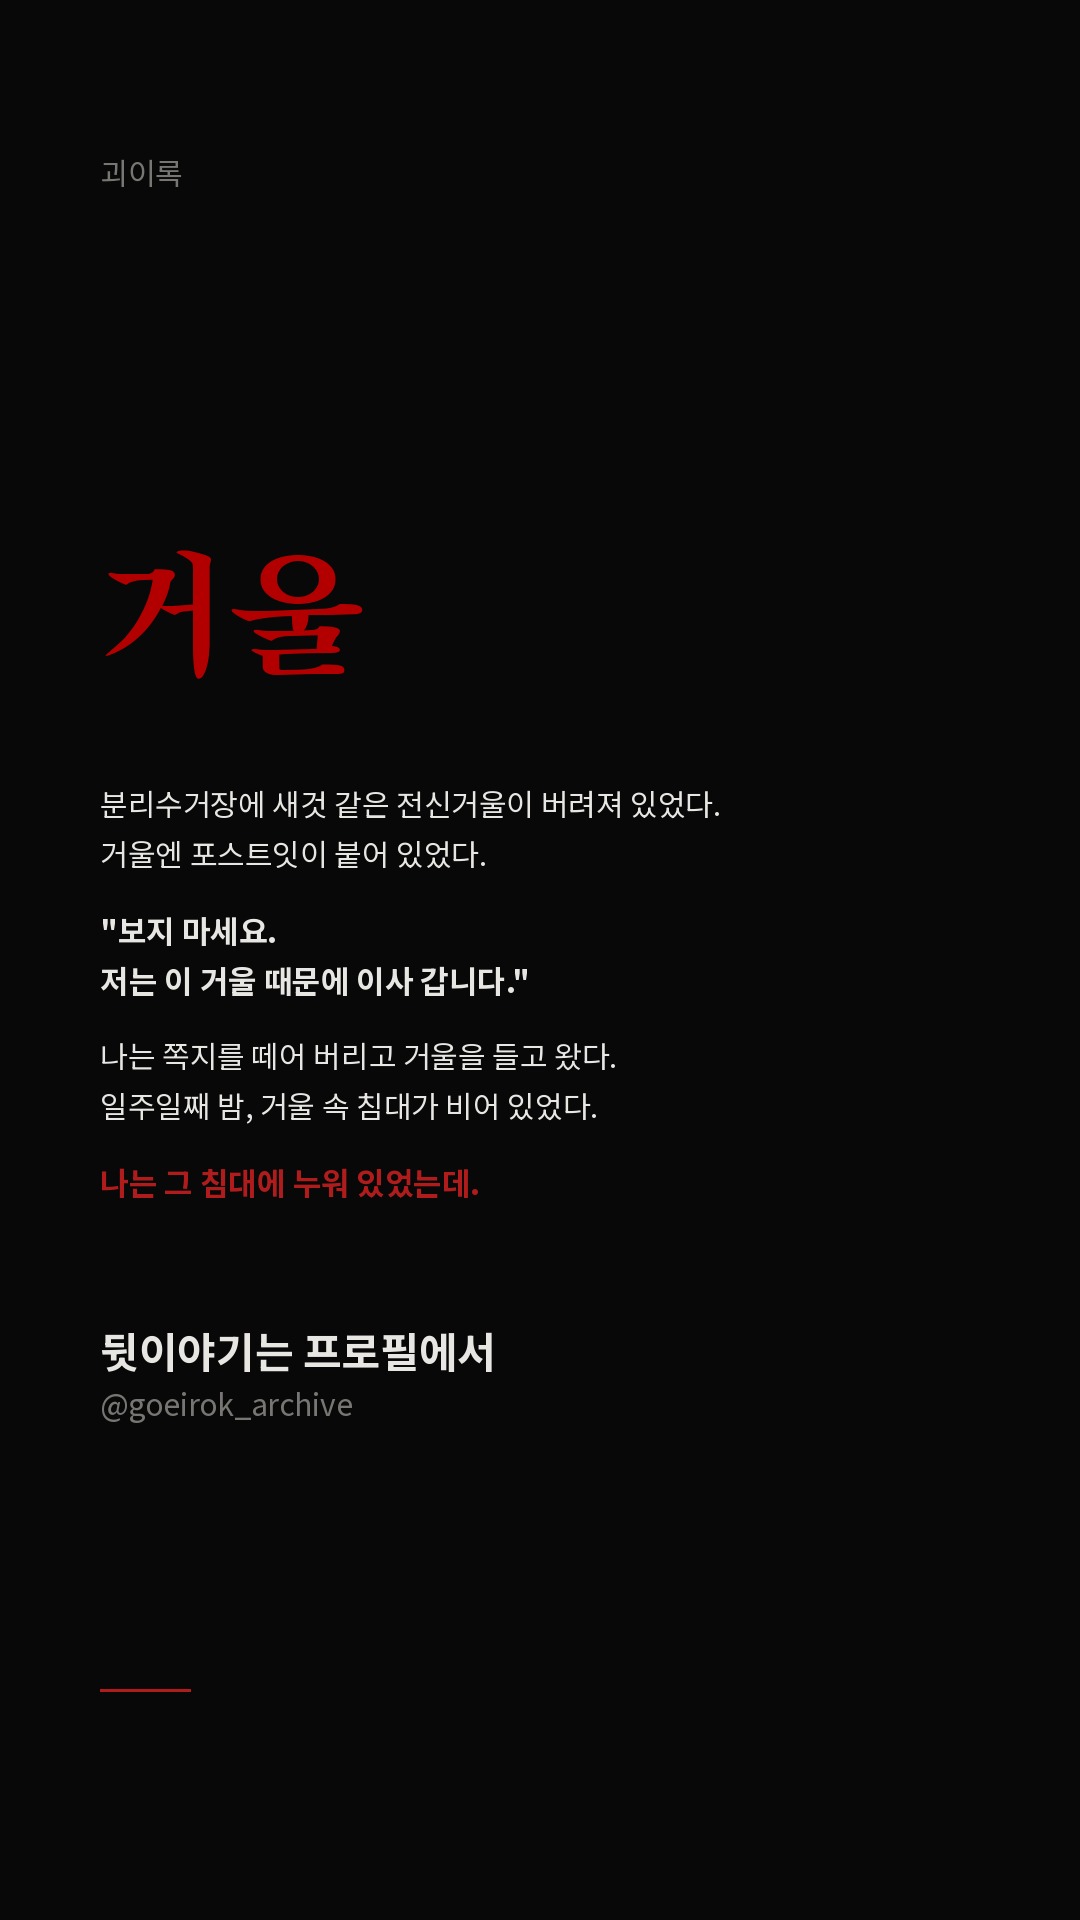 괴이록
거울
분리수거장에 새것 같은 전신거울이 버려져 있었다.
거울엔 포스트잇이 붙어 있었다.
"보지 마세요.
저는 이 거울 때문에 이사 갑니다."
나는 쪽지를 떼어 버리고 거울을 들고 왔다.
일주일째 밤, 거울 속 침대가 비어 있었다.
나는 그 침대에 누워 있었는데.
뒷이야기는 프로필에서
@goeirok_archive